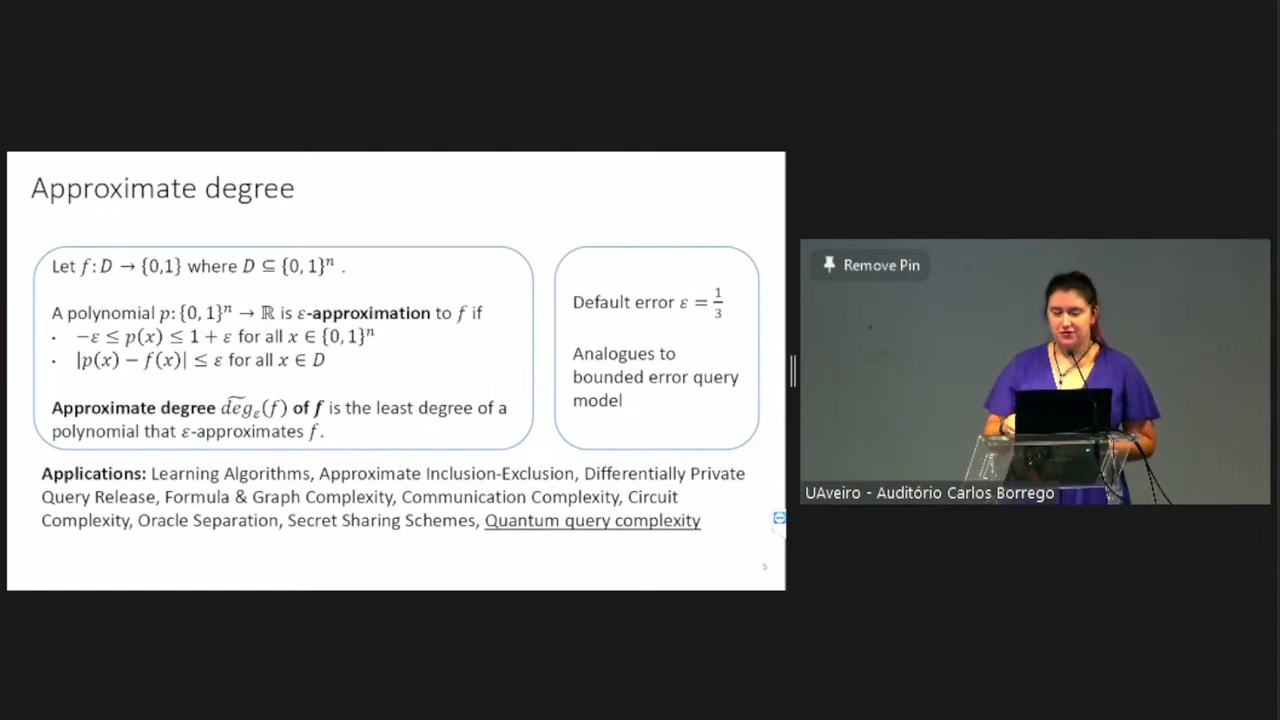 Approximate degree
Let f: D → {0,1} where D ⊆ {0,1}ⁿ .
A polynomial p: {0,1}ⁿ → ℝ is ε-approximation to f if
· −ε ≤ p(x) ≤ 1 + ε for all x ∈ {0,1}ⁿ
· |p(x) − f(x)| ≤ ε for all x ∈ D
Approximate degree d͠egε(f) of f is the least degree of a
polynomial that ε-approximates f.
Default error ε = 1/3
Analogues to
bounded error query
model
Applications: Learning Algorithms, Approximate Inclusion-Exclusion, Differentially Private
Query Release, Formula & Graph Complexity, Communication Complexity, Circuit
Complexity, Oracle Separation, Secret Sharing Schemes, Quantum query complexity
5
Remove Pin
UAveiro - Auditório Carlos Borrego